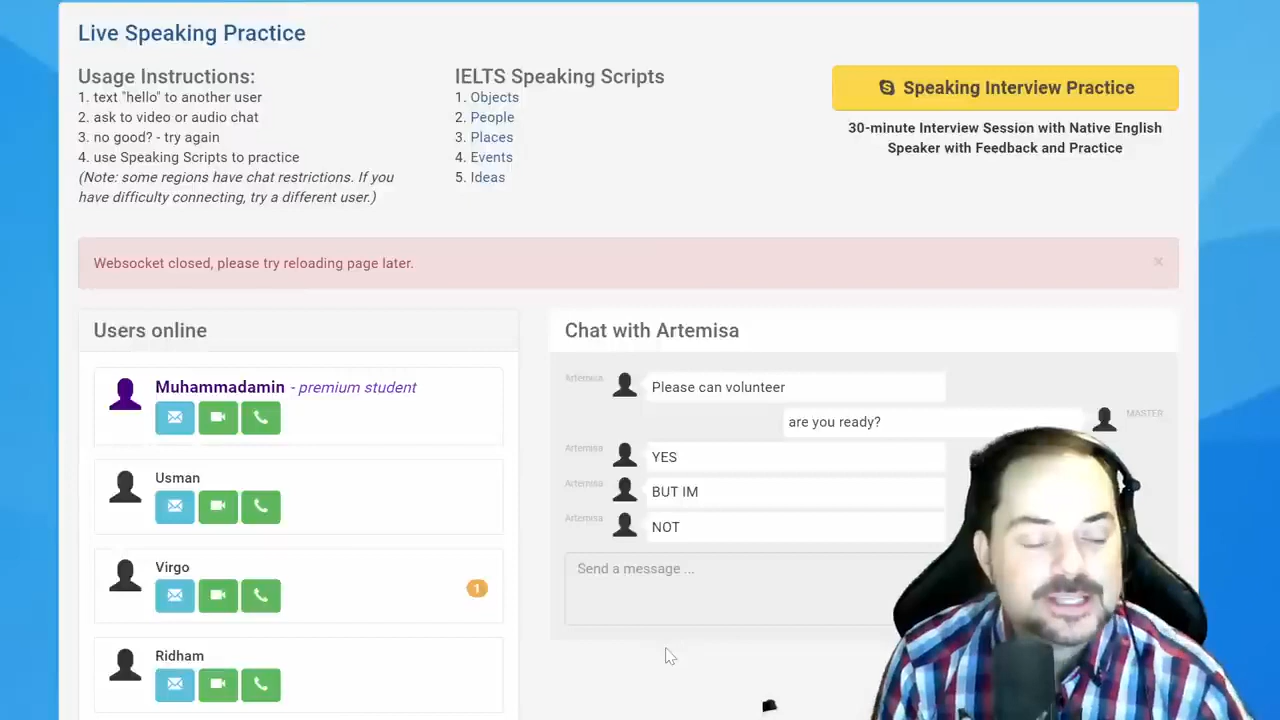 Live Speaking Practice
Usage Instructions:
1. text "hello" to another user
2. ask to video or audio chat
3. no good? - try again
4. use Speaking Scripts to practice
(Note: some regions have chat restrictions. If you
have difficulty connecting, try a different user.)
IELTS Speaking Scripts
1. Objects
2. People
3. Places
4. Events
5. Ideas
Speaking Interview Practice
30-minute Interview Session with Native English
Speaker with Feedback and Practice
Websocket closed, please try reloading page later.
×
Users online
Muhammadamin - premium student
Usman
Virgo
1
Ridham
Chat with Artemisa
Artemisa
Please can volunteer
are you ready?
MASTER
Artemisa
YES
Artemisa
BUT IM
Artemisa
NOT
Send a message ...